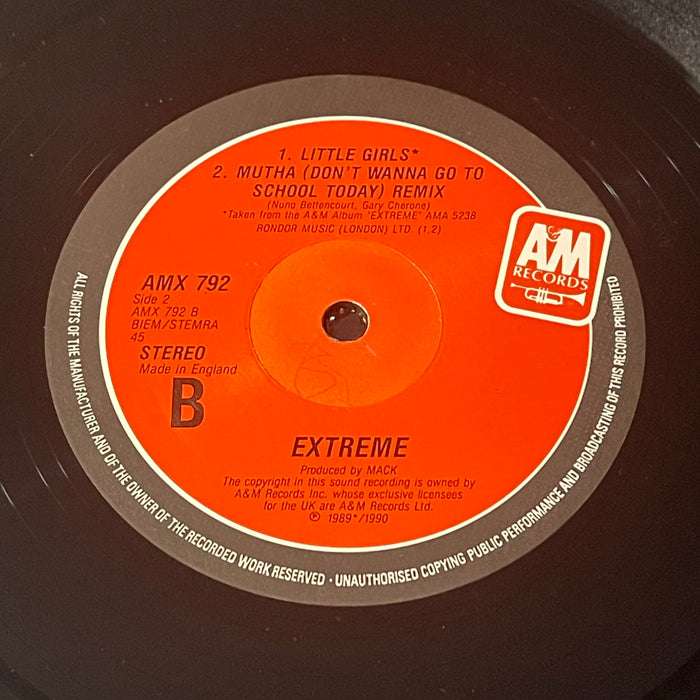 1. LITTLE GIRLS*
2. MUTHA (DON'T WANNA GO TO
SCHOOL TODAY) REMIX
(Nuno Bettencourt, Gary Cherone)
*Taken from the A&M Album 'EXTREME' AMA 5238
RONDOR MUSIC (LONDON) LTD. (1,2)
A&M
RECORDS
AMX 792
Side 2
AMX 792 B
BIEM/STEMRA
45
STEREO
Made in England
B
EXTREME
Produced by MACK
The copyright in this sound recording is owned by
A&M Records Inc. whose exclusive licensees
for the UK are A&M Records Ltd.
℗ 1989*/1990
ALL RIGHTS OF THE MANUFACTURER AND OF THE OWNER OF THE RECORDED WORK RESERVED · UNAUTHORISED COPYING PUBLIC PERFORMANCE AND BROADCASTING OF THIS RECORD PROHIBITED